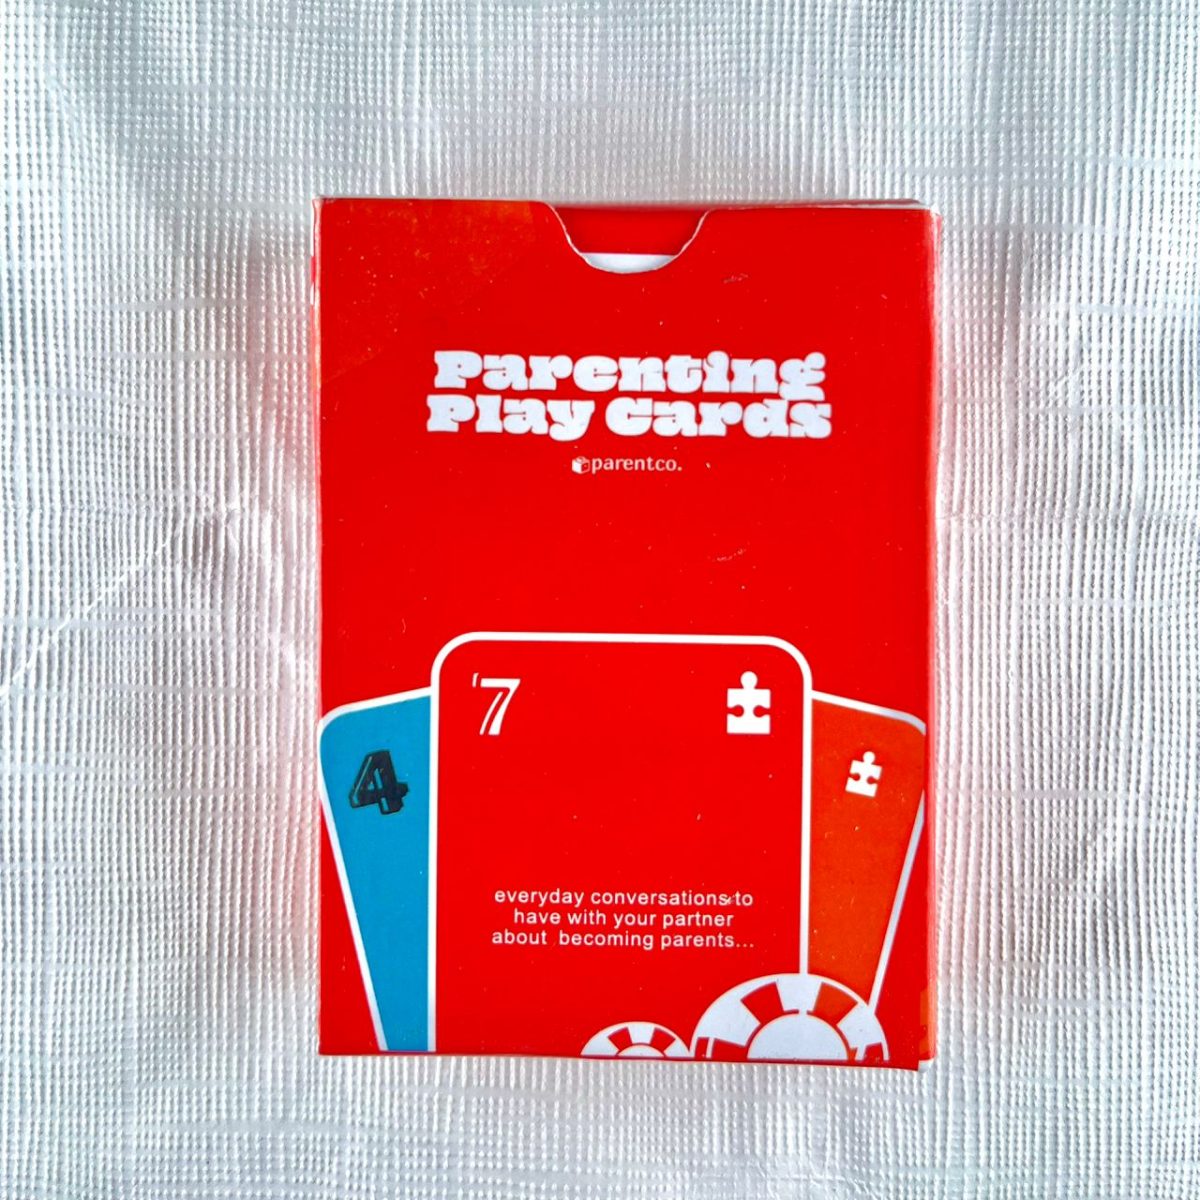 Parenting
Play Cards
parentco.
7
4
everyday conversations to
have with your partner
about becoming parents...